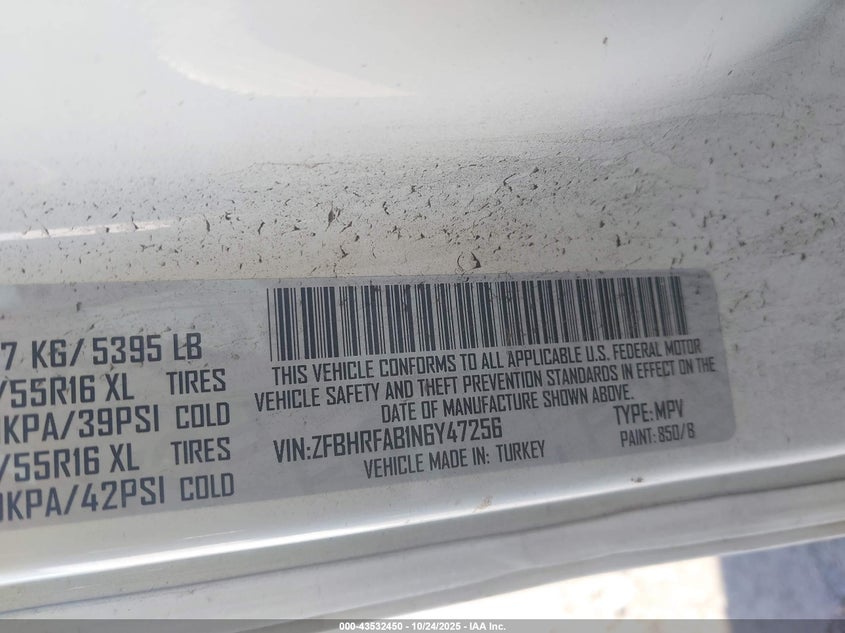 7 KG/ 5395 LB
/55R16 XL TIRES
KPA/39PSI COLD
/55R16 XL TIRES
0KPA/42PSI COLD
THIS VEHICLE CONFORMS TO ALL APPLICABLE U.S. FEDERAL MOTOR
VEHICLE SAFETY AND THEFT PREVENTION STANDARDS IN EFFECT ON THE
DATE OF MANUFACTURE SHOWN ABOVE.
VIN:ZFBHRFAB1N6Y47256 TYPE:MPV
VEHICLE MADE IN: TURKEY PAINT: 850/B
000-43532450 - 10/24/2025 - IAA Inc.